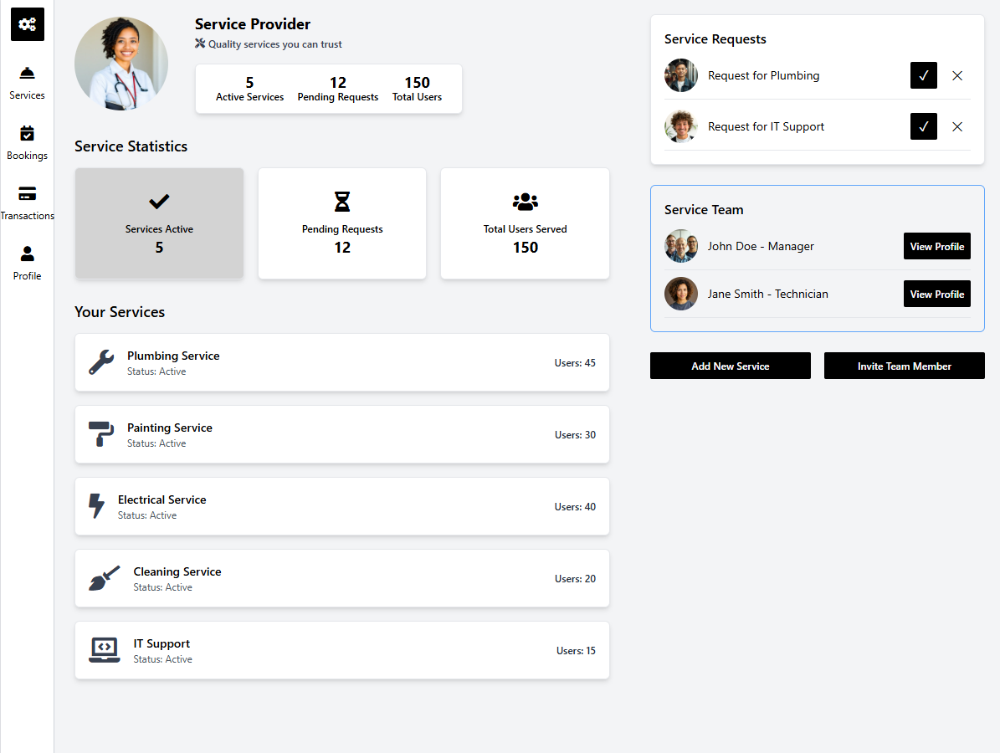 Services
Bookings
Transactions
Profile
Service Provider
Quality services you can trust
5
Active Services
12
Pending Requests
150
Total Users
Service Statistics
Services Active
5
Pending Requests
12
Total Users Served
150
Your Services
Plumbing Service
Status: Active
Users: 45
Painting Service
Status: Active
Users: 30
Electrical Service
Status: Active
Users: 40
Cleaning Service
Status: Active
Users: 20
IT Support
Status: Active
Users: 15
Service Requests
Request for Plumbing
Request for IT Support
Service Team
John Doe - Manager
View Profile
Jane Smith - Technician
View Profile
Add New Service
Invite Team Member